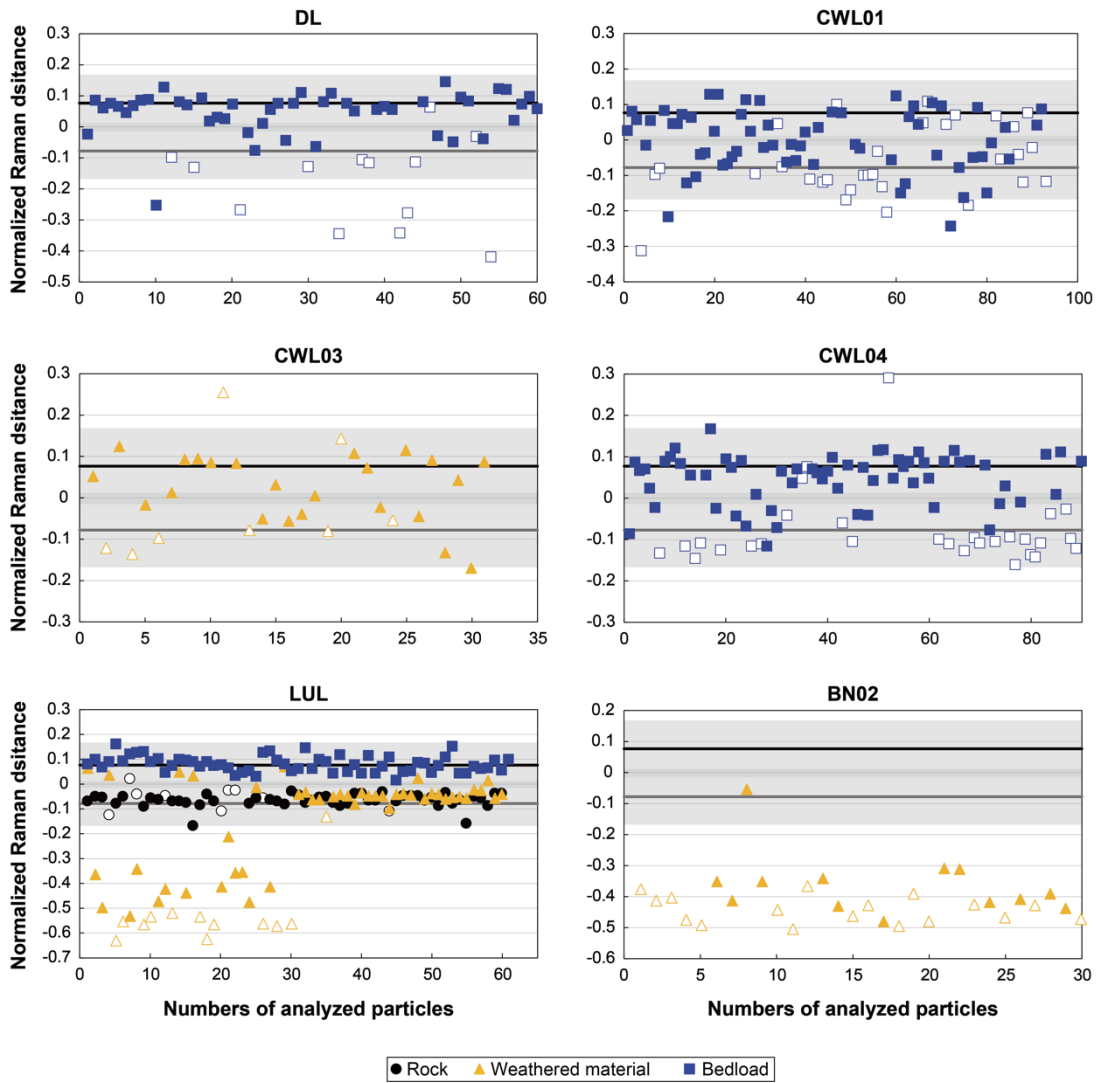 DL
CWL01
Normalized Raman dsitance
0.3
0.2
0.1
0
-0.1
-0.2
-0.3
-0.4
-0.5
0 10 20 30 40 50 60
0.3
0.2
0.1
0
-0.1
-0.2
-0.3
-0.4
0 20 40 60 80 100
CWL03
CWL04
Normalized Raman dsitance
0.3
0.2
0.1
0
-0.1
-0.2
-0.3
0 5 10 15 20 25 30 35
0.3
0.2
0.1
0
-0.1
-0.2
-0.3
0 20 40 60 80
LUL
BN02
Normalized Raman dsitance
0.3
0.2
0.1
0
-0.1
-0.2
-0.3
-0.4
-0.5
-0.6
-0.7
0 10 20 30 40 50 60
0.2
0.1
0
-0.1
-0.2
-0.3
-0.4
-0.5
-0.6
0 5 10 15 20 25 30
Numbers of analyzed particles
Numbers of analyzed particles
Rock Weathered material Bedload